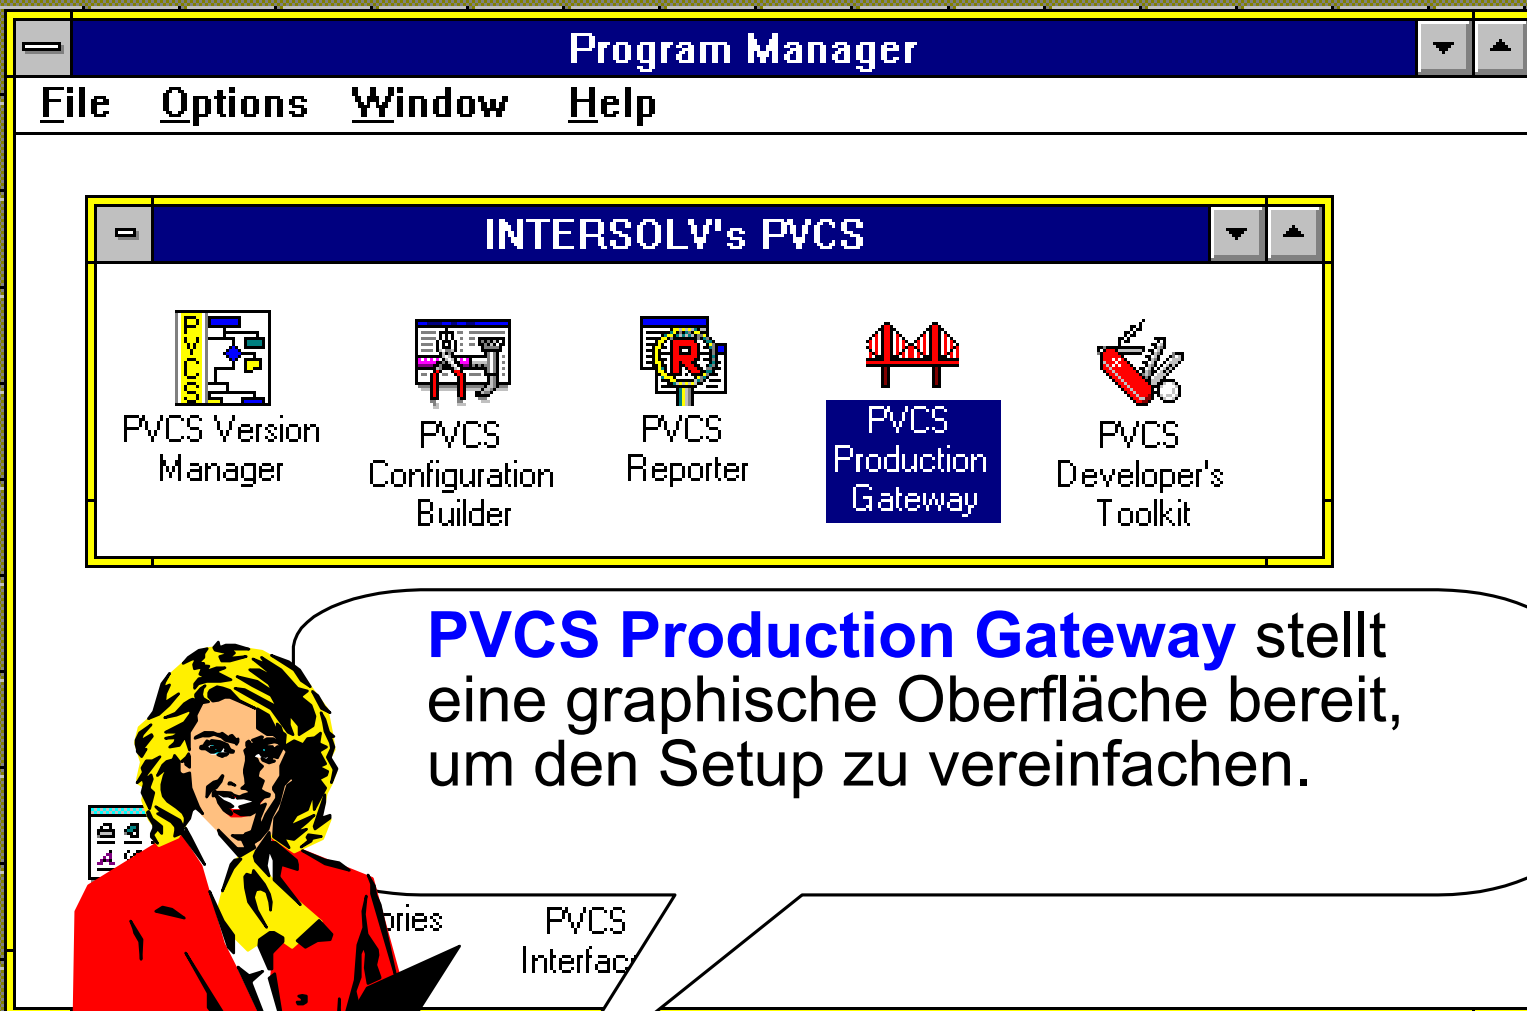 Program Manager
File Options Window Help
INTERSOLV's PVCS
PVCS Version
Manager
PVCS
Configuration
Builder
PVCS
Reporter
PVCS
Production
Gateway
PVCS
Developer's
Toolkit
PVCS Production Gateway stellt
eine graphische Oberfläche bereit,
um den Setup zu vereinfachen.
PVCS